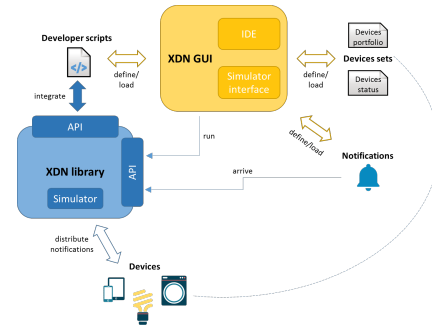 Developer scripts
define/
load
XDN GUI
IDE
Simulator
interface
define/
load
Devices
portfolio
Devices sets
Devices
status
integrate
API
run
define/load
Notifications
XDN library
API
arrive
Simulator
distribute
notifications
Devices